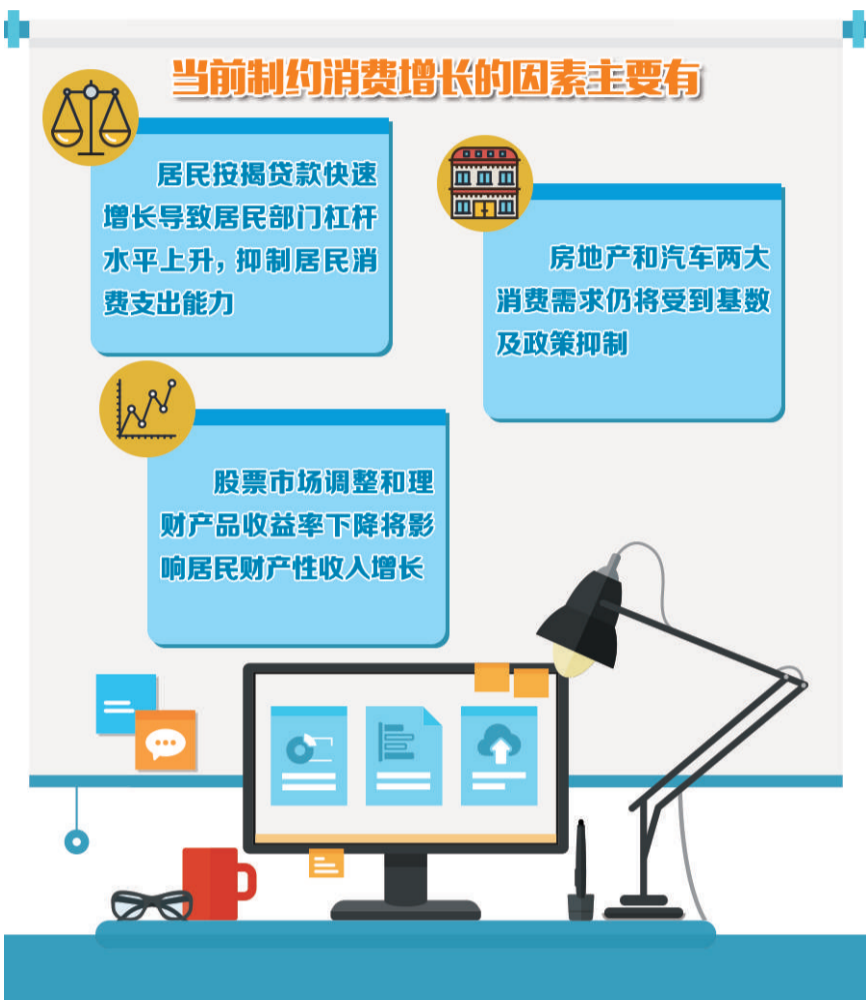 当前制约消费增长的因素主要有
居民按揭贷款快速
增长导致居民部门杠杆
水平上升，抑制居民消
费支出能力
房地产和汽车两大
消费需求仍将受到基数
及政策抑制
股票市场调整和理
财产品收益率下降将影
响居民财产性收入增长